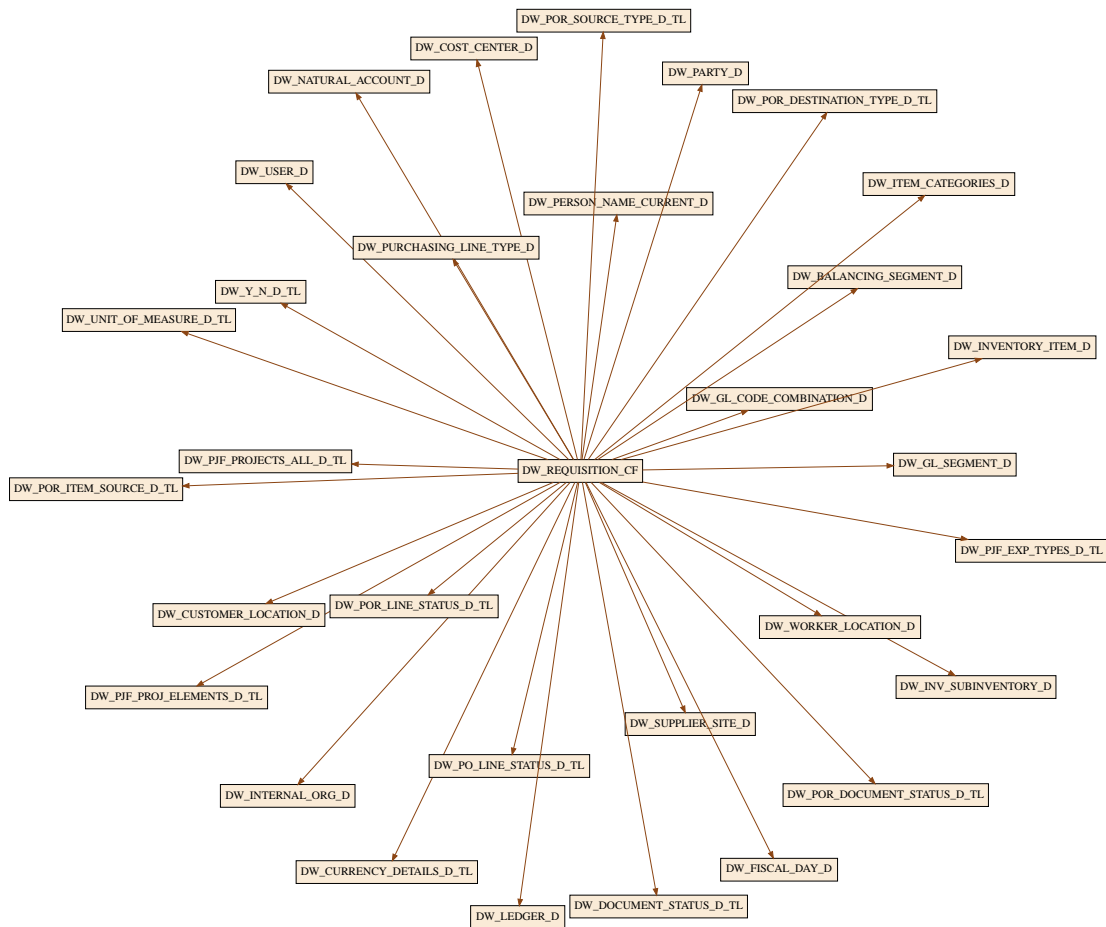 DW_POR_SOURCE_TYPE_D_TL
DW_COST_CENTER_D
DW_PARTY_D
DW_NATURAL_ACCOUNT_D
DW_POR_DESTINATION_TYPE_D_TL
DW_USER_D
DW_ITEM_CATEGORIES_D
DW_PERSON_NAME_CURRENT_D
DW_PURCHASING_LINE_TYPE_D
DW_BALANCING_SEGMENT_D
DW_Y_N_D_TL
DW_UNIT_OF_MEASURE_D_TL
DW_INVENTORY_ITEM_D
DW_GL_CODE_COMBINATION_D
DW_PJF_PROJECTS_ALL_D_TL
DW_GL_SEGMENT_D
DW_REQUISITION_CF
DW_POR_ITEM_SOURCE_D_TL
DW_PJF_EXP_TYPES_D_TL
DW_POR_LINE_STATUS_D_TL
DW_CUSTOMER_LOCATION_D
DW_WORKER_LOCATION_D
DW_INV_SUBINVENTORY_D
DW_PJF_PROJ_ELEMENTS_D_TL
DW_SUPPLIER_SITE_D
DW_PO_LINE_STATUS_D_TL
DW_POR_DOCUMENT_STATUS_D_TL
DW_INTERNAL_ORG_D
DW_FISCAL_DAY_D
DW_CURRENCY_DETAILS_D_TL
DW_DOCUMENT_STATUS_D_TL
DW_LEDGER_D